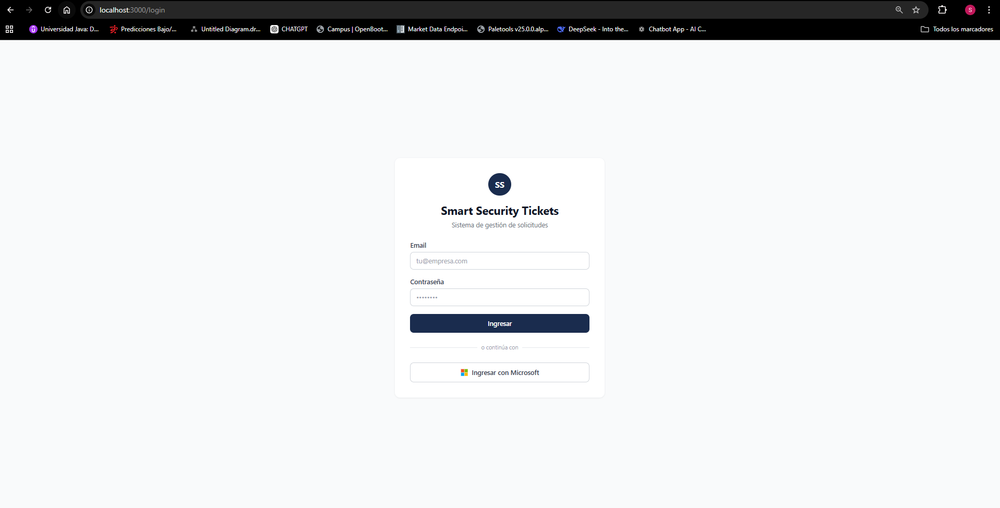 localhost:3000/login
S
Universidad Java: D...
Predicciones Bajo/...
Untitled Diagram.dr...
CHATGPT
Campus | OpenBoot...
Market Data Endpoi...
Paletools v25.0.0.alp...
DeepSeek - Into the...
Chatbot App - AI C...
Todos los marcadores
SS
Smart Security Tickets
Sistema de gestión de solicitudes
Email
tu@empresa.com
Contraseña
••••••••
Ingresar
o continúa con
Ingresar con Microsoft